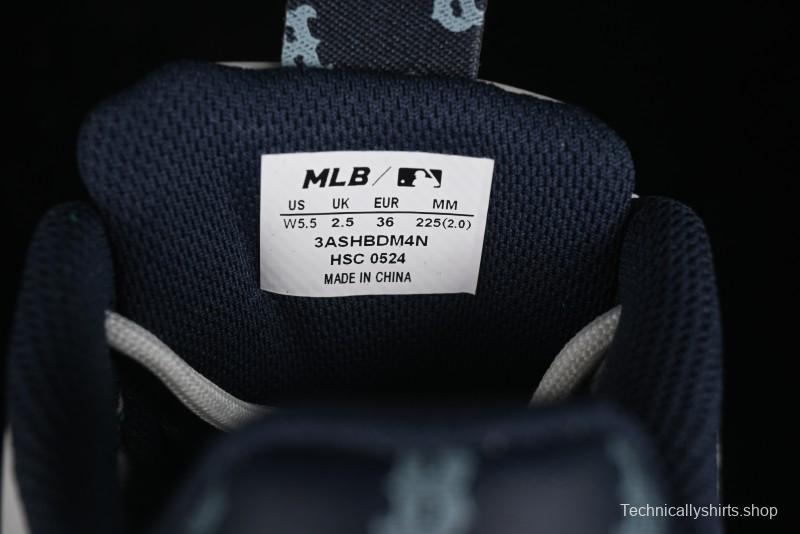 MLB
US UK EUR MM
W5.5 2.5 36 225(2.0)
3ASHBDM4N
HSC 0524
MADE IN CHINA
B
Technicallyshirts.shop